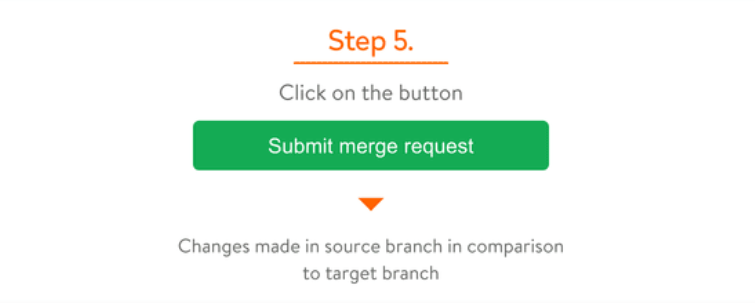 Step 5.
Click on the button
Submit merge request
Changes made in source branch in comparison
to target branch